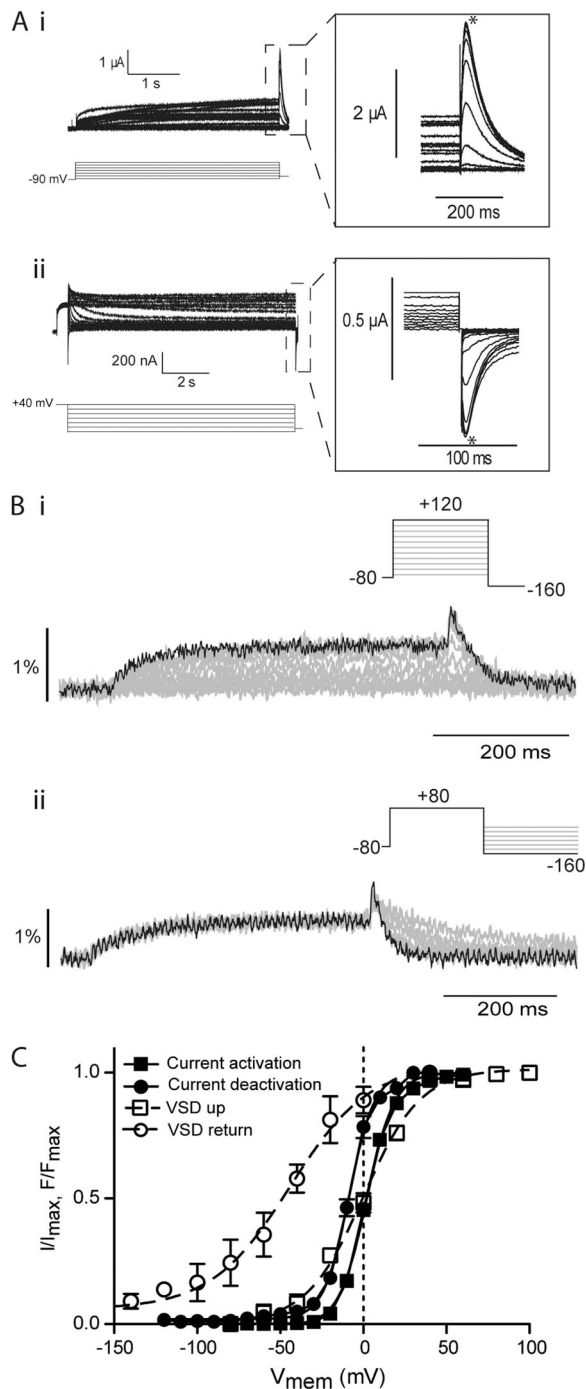 A i
1 µA
1 s
-90 mV
*
2 µA
200 ms
ii
200 nA
2 s
+40 mV
0.5 µA
*
100 ms
B i
+120
-80
-160
1%
200 ms
ii
+80
-80
-160
1%
200 ms
C
Current activation
Current deactivation
VSD up
VSD return
I/Imax, F/Fmax
1.0
0.5
0.0
-150 -100 -50 0 50 100
Vmem (mV)